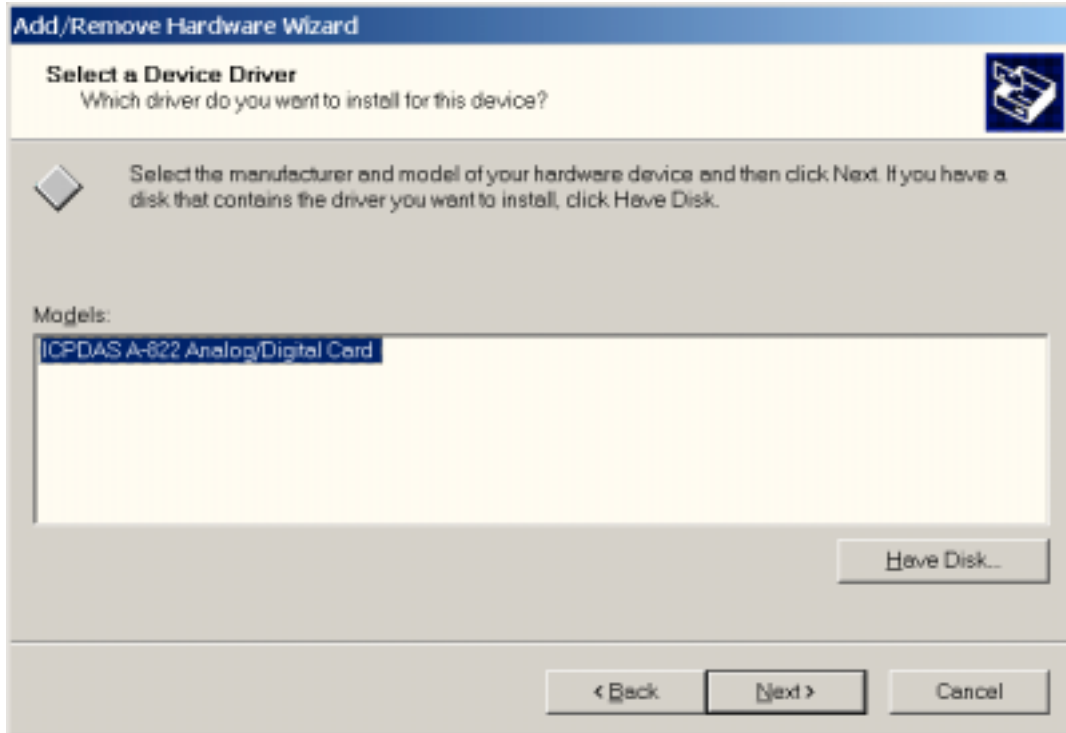 Add/Remove Hardware Wizard
Select a Device Driver
Which driver do you want to install for this device?
Select the manufacturer and model of your hardware device and then click Next. If you have a
disk that contains the driver you want to install, click Have Disk.
Models:
ICPDAS A-822 Analog/Digital Card
Have Disk...
< Back
Next >
Cancel